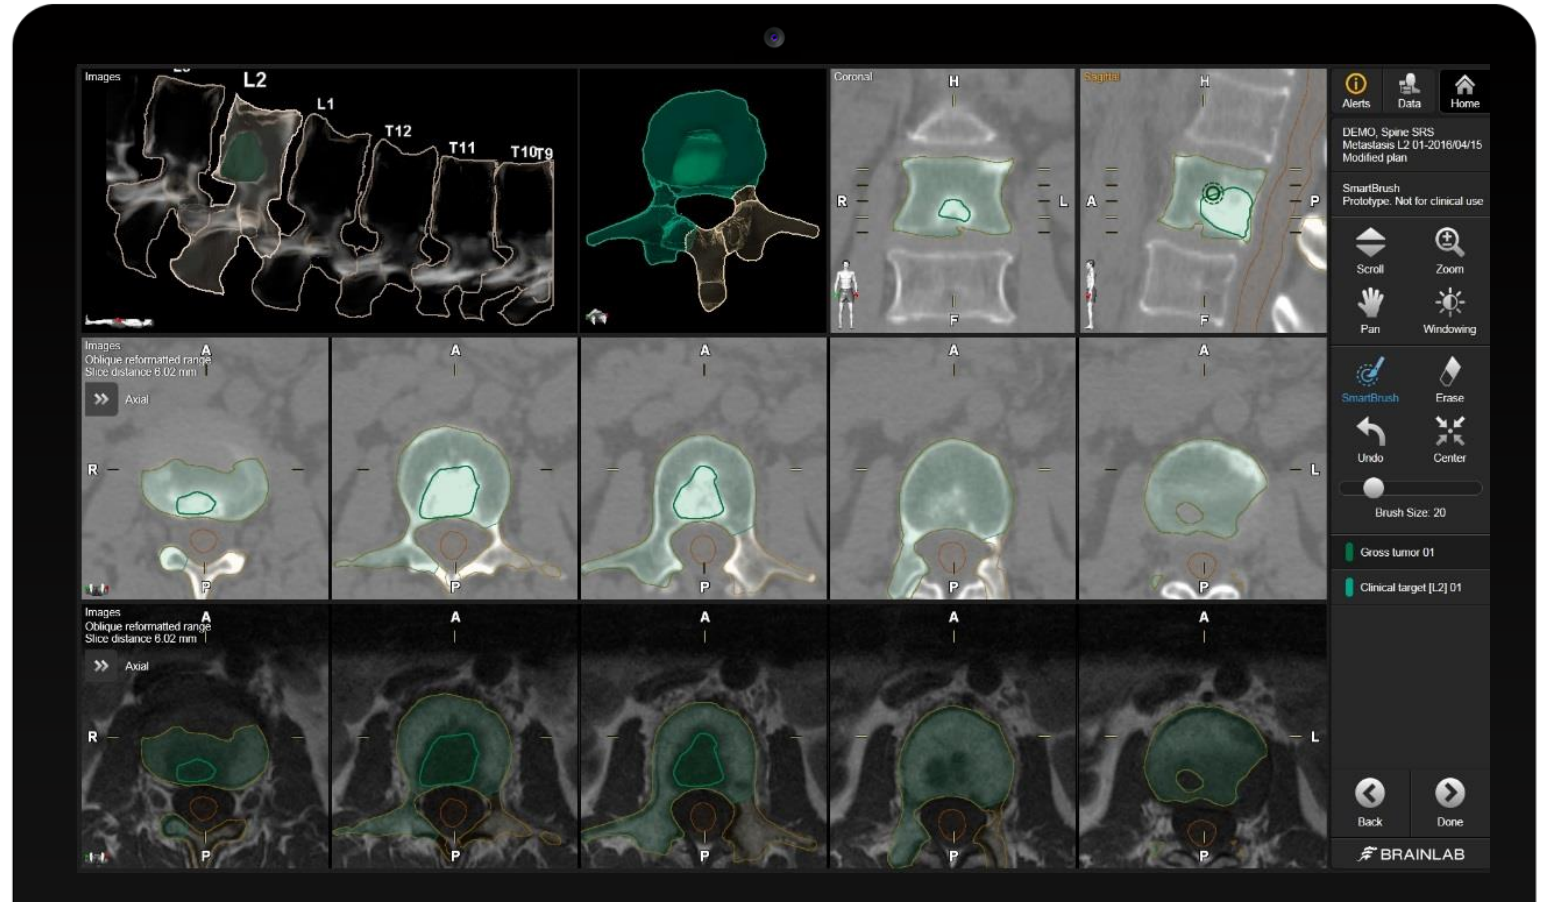 Images
L3
L2
L1
T12
T11
T10
T9
Coronal
H
R
L
F
Sagittal
H
A
P
F
Images
Oblique reformatted range
Slice distance 6.02 mm
Axial
A
R
P
A
P
A
P
A
P
A
L
P
Images
Oblique reformatted range
Slice distance 6.02 mm
Axial
A
R
P
A
P
A
P
A
P
A
L
P
Alerts
Data
Home
DEMO, Spine SRS
Metastasis L2 01-2016/04/15
Modified plan
SmartBrush
Prototype. Not for clinical use
Scroll
Zoom
Pan
Windowing
SmartBrush
Erase
Undo
Center
Brush Size: 20
Gross tumor 01
Clinical target [L2] 01
Back
Done
BRAINLAB